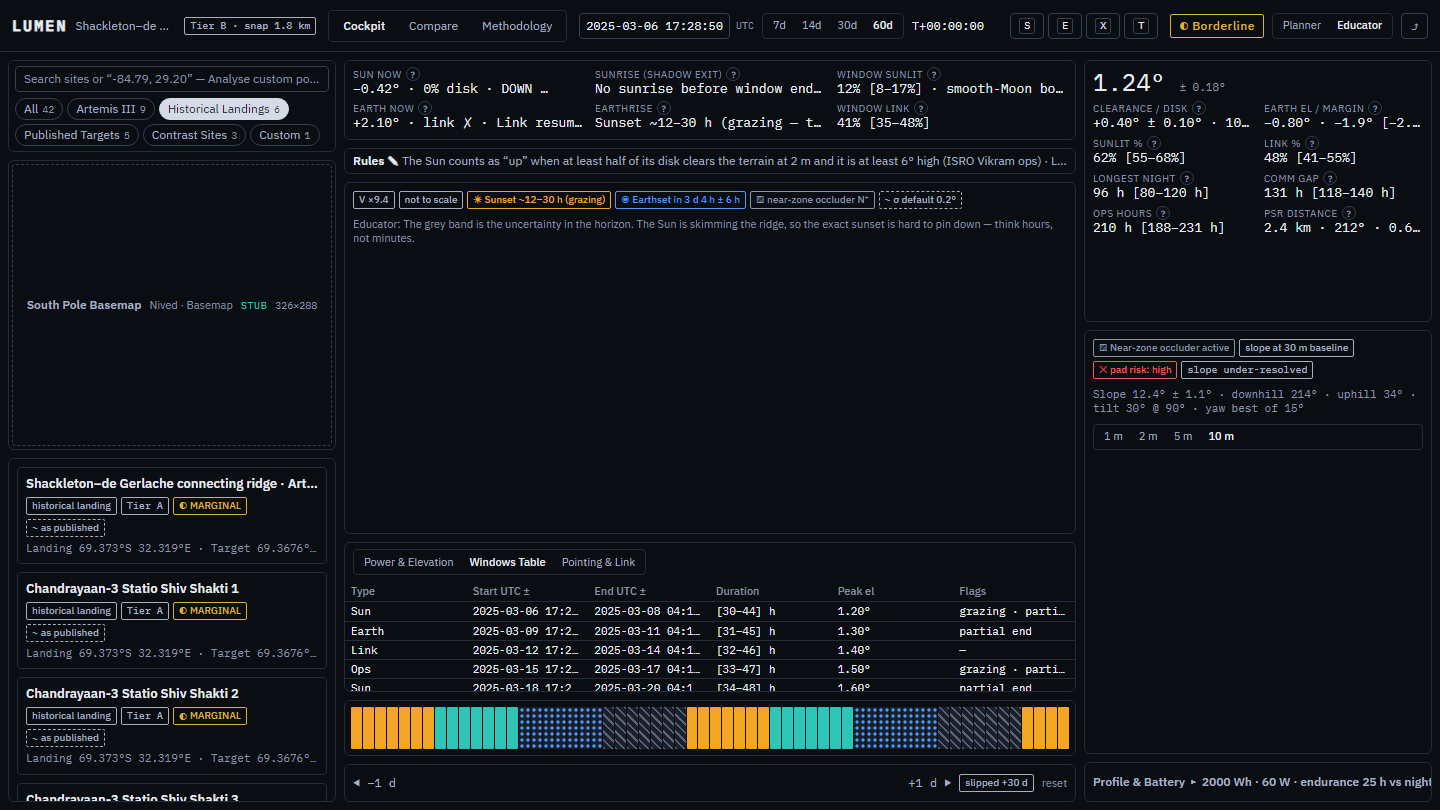 LUMEN Shackleton–de … Tier B · snap 1.8 km Cockpit Compare Methodology 2025-03-06 17:28:50 UTC 7d 14d 30d 60d T+00:00:00 S E X T ◐ Borderline Planner Educator ⤴
Search sites or “-84.79, 29.20” — Analyse custom po…
All 42 Artemis III 9 Historical Landings 6
Published Targets 5 Contrast Sites 3 Custom 1
South Pole Basemap Nived · Basemap STUB 326×288
Shackleton–de Gerlache connecting ridge · Art…
historical landing Tier A ◐ MARGINAL
~ as published
Landing 69.373°S 32.319°E · Target 69.3676°…
Chandrayaan-3 Statio Shiv Shakti 1
historical landing Tier A ◐ MARGINAL
~ as published
Landing 69.373°S 32.319°E · Target 69.3676°…
Chandrayaan-3 Statio Shiv Shakti 2
historical landing Tier A ◐ MARGINAL
~ as published
Landing 69.373°S 32.319°E · Target 69.3676°…
Chandrayaan-3 Statio Shiv Shakti 3
SUN NOW ? SUNRISE (SHADOW EXIT) ? WINDOW SUNLIT ?
−0.42° · 0% disk · DOWN … No sunrise before window end… 12% [8–17%] · smooth-Moon bo…
EARTH NOW ? EARTHRISE ? WINDOW LINK ?
+2.10° · link ✗ · Link resum… Sunset ~12–30 h (grazing — t… 41% [35–48%]
Rules ✎ The Sun counts as “up” when at least half of its disk clears the terrain at 2 m and it is at least 6° high (ISRO Vikram ops) · L…
V ×9.4 not to scale ☀ Sunset ~12–30 h (grazing) ◉ Earthset in 3 d 4 h ± 6 h ▨ near-zone occluder N* ~ σ default 0.2°
Educator: The grey band is the uncertainty in the horizon. The Sun is skimming the ridge, so the exact sunset is hard to pin down — think hours,
not minutes.
Power & Elevation Windows Table Pointing & Link
Type Start UTC ± End UTC ± Duration Peak el Flags
Sun 2025-03-06 17:2… 2025-03-08 04:1… [30–44] h 1.20° grazing · parti…
Earth 2025-03-09 17:2… 2025-03-11 04:1… [31–45] h 1.30° partial end
Link 2025-03-12 17:2… 2025-03-14 04:1… [32–46] h 1.40° —
Ops 2025-03-15 17:2… 2025-03-17 04:1… [33–47] h 1.50° grazing · parti…
Sun 2025-03-18 17:2… 2025-03-20 04:1… [34–48] h 1.60° partial end
◀ −1 d +1 d ▶ slipped +30 d reset
1.24° ± 0.18°
CLEARANCE / DISK ? EARTH EL / MARGIN ?
+0.40° ± 0.10° · 10… −0.80° · −1.9° [−2.…
SUNLIT % ? LINK % ?
62% [55–68%] 48% [41–55%]
LONGEST NIGHT ? COMM GAP ?
96 h [80–120 h] 131 h [118–140 h]
OPS HOURS ? PSR DISTANCE ?
210 h [188–231 h] 2.4 km · 212° · 0.6…
▨ Near-zone occluder active slope at 30 m baseline
✕ pad risk: high slope under-resolved
Slope 12.4° ± 1.1° · downhill 214° · uphill 34° ·
tilt 30° @ 90° · yaw best of 15°
1 m 2 m 5 m 10 m
Profile & Battery ▸ 2000 Wh · 60 W · endurance 25 h vs night